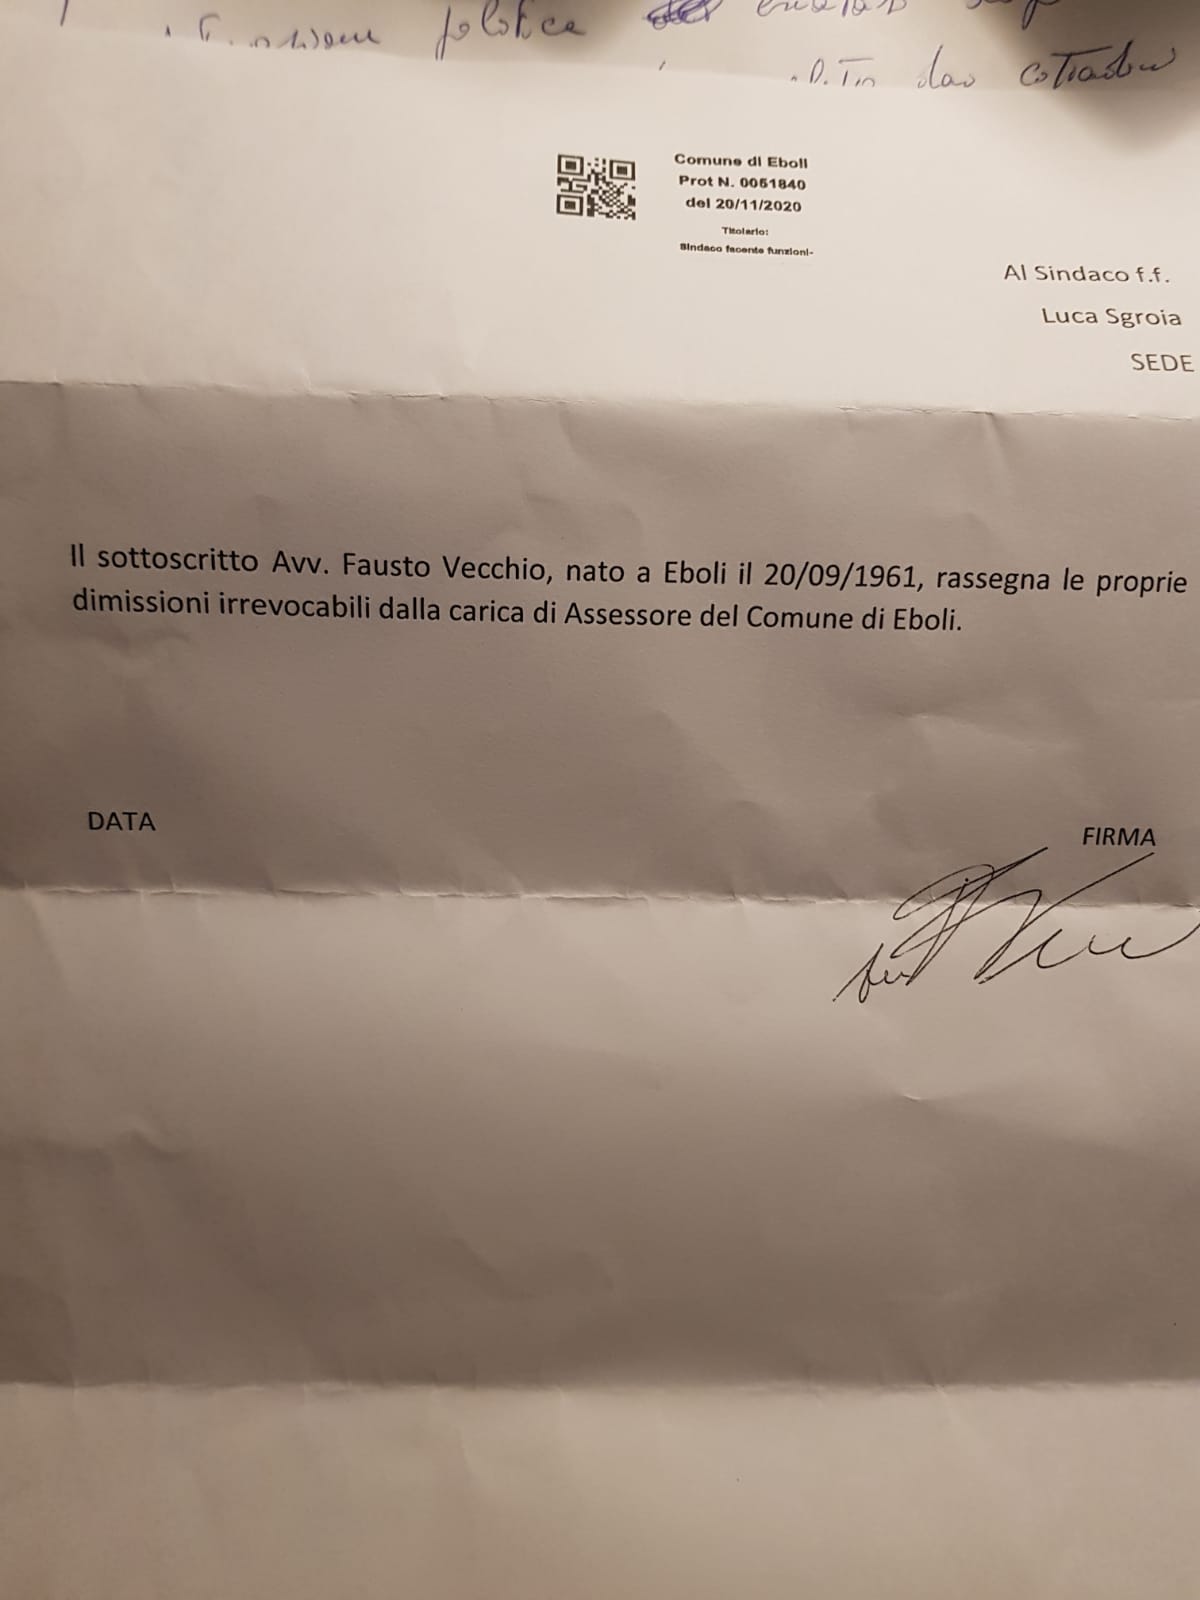 Comune di Eboli
Prot N. 0051840
del 20/11/2020
Titolario:
Sindaco facente funzioni-
Al Sindaco f.f.
Luca Sgroia
SEDE
Il sottoscritto Avv. Fausto Vecchio, nato a Eboli il 20/09/1961, rassegna le proprie
dimissioni irrevocabili dalla carica di Assessore del Comune di Eboli.
DATA
FIRMA